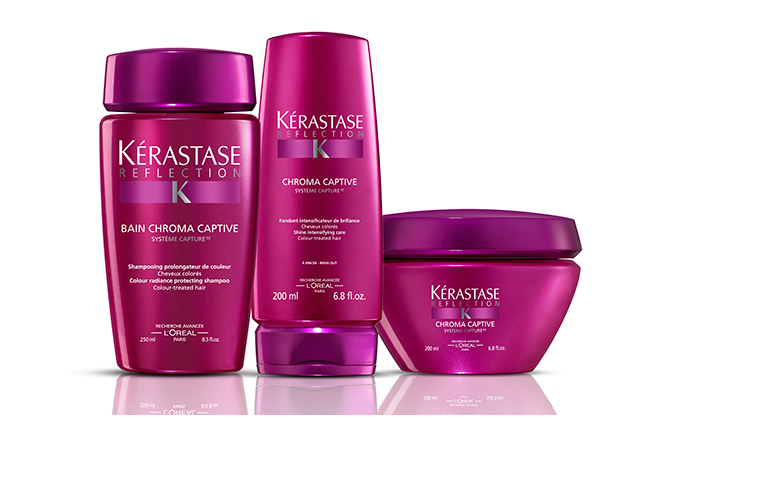 KÉRASTASE
REFLECTION
K
BAIN CHROMA CAPTIVE
SYSTÈME CAPTURE
Shampooing prolongateur de couleur
Cheveux colorés
Colour radiance protecting shampoo
Colour-treated hair
RECHERCHE AVANCÉE
L'ORÉAL
PARIS
250 ml 8.5 fl.oz.
KÉRASTASE
REFLECTION
K
CHROMA CAPTIVE
SYSTÈME CAPTURE
Fondant intensificateur de brillance
Cheveux colorés
Shine intensifying care
Colour-treated hair
À RINCER - RINSE-OUT
RECHERCHE AVANCÉE
L'ORÉAL
PARIS
200 ml 6.8 fl.oz.
KÉRASTASE
REFLECTION
K
CHROMA CAPTIVE
SYSTÈME CAPTURE
RECHERCHE AVANCÉE
L'ORÉAL
PARIS
200 ml 6.8 fl.oz.